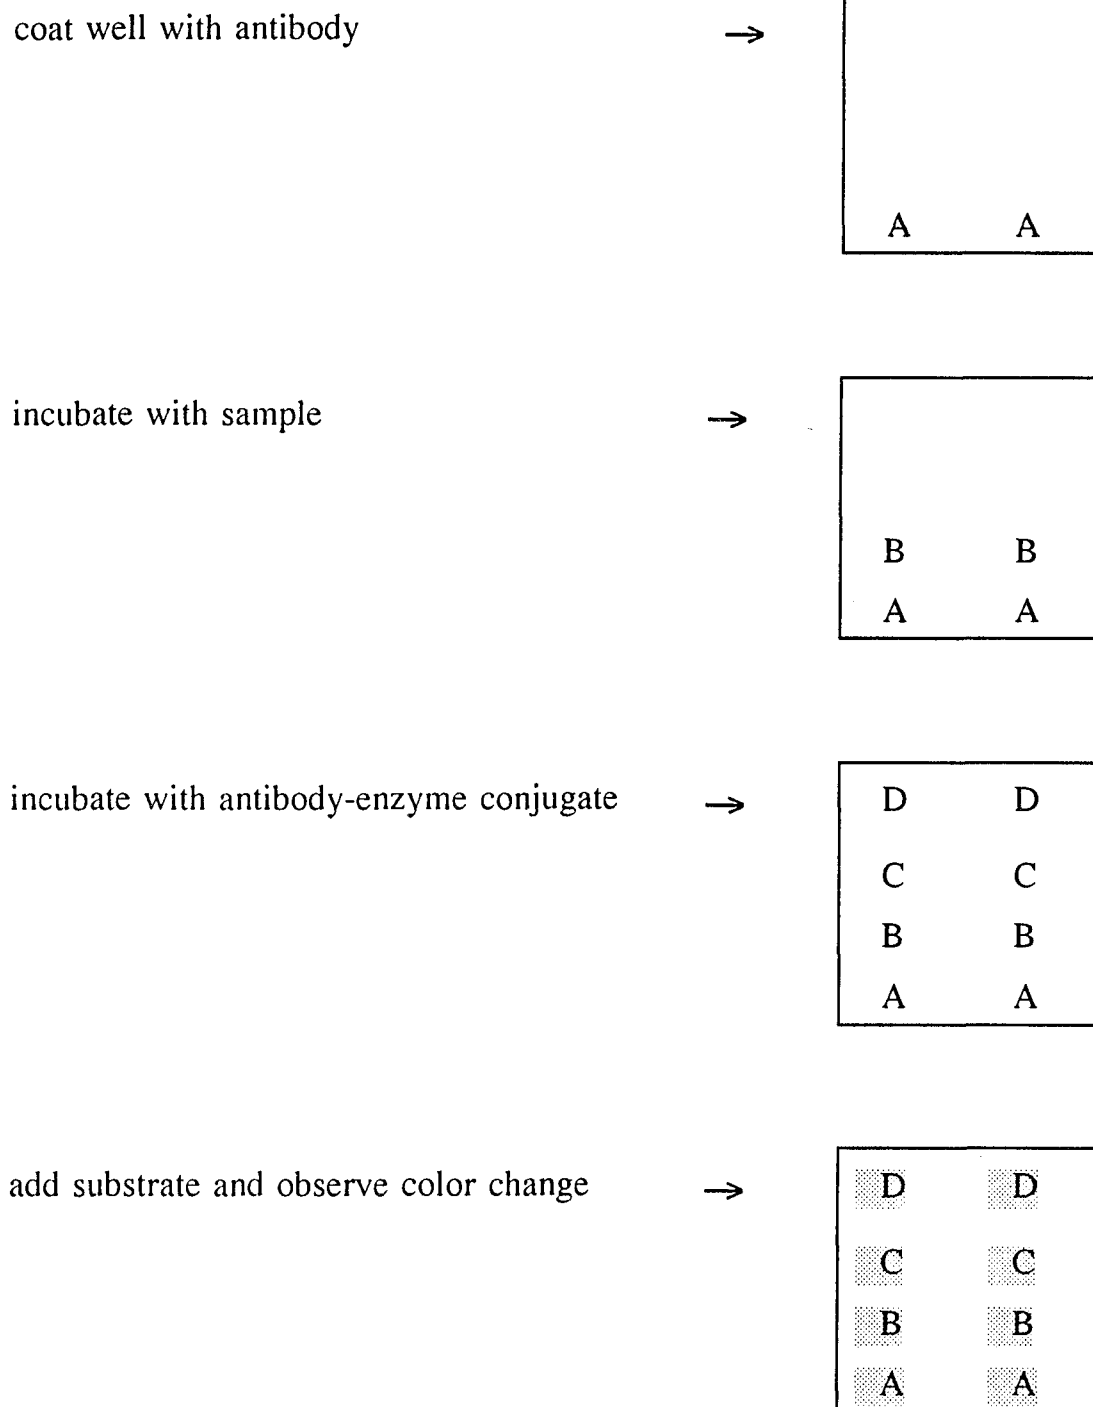 coat well with antibody →
A A
incubate with sample →
B B
A A
incubate with antibody-enzyme conjugate →
D D
C C
B B
A A
add substrate and observe color change →
D D
C C
B B
A A